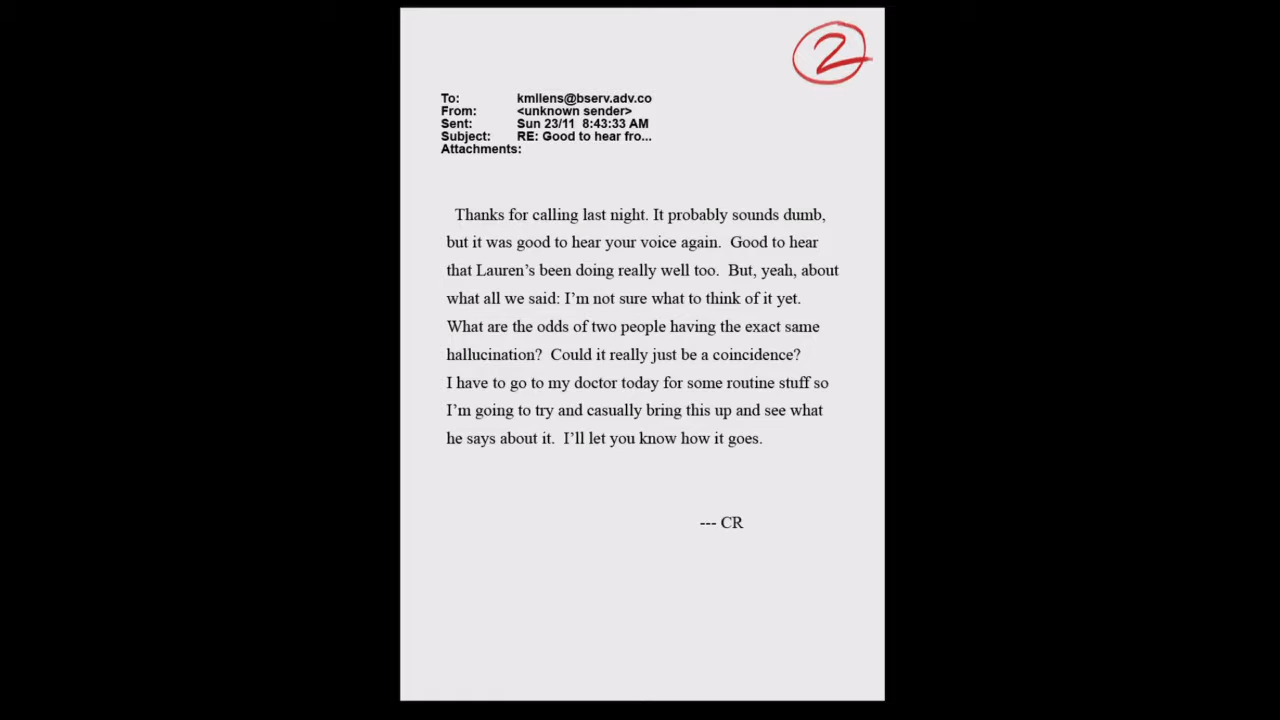 2
To: kmllens@bserv.adv.co
From: <unknown sender>
Sent: Sun 23/11 8:43:33 AM
Subject: RE: Good to hear fro...
Attachments:
Thanks for calling last night. It probably sounds dumb,
but it was good to hear your voice again. Good to hear
that Lauren's been doing really well too. But, yeah, about
what all we said: I'm not sure what to think of it yet.
What are the odds of two people having the exact same
hallucination? Could it really just be a coincidence?
I have to go to my doctor today for some routine stuff so
I'm going to try and casually bring this up and see what
he says about it. I'll let you know how it goes.
--- CR